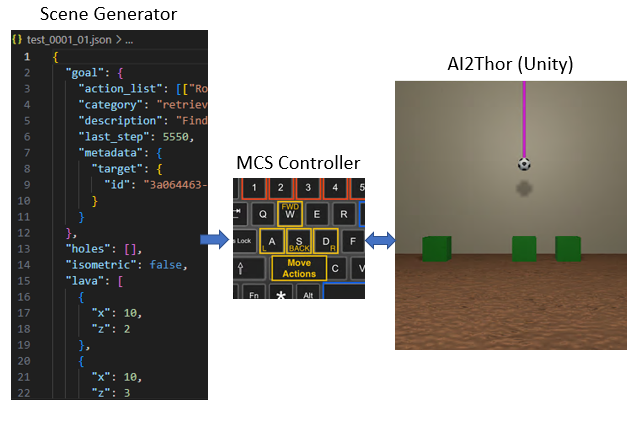 Scene Generator
{} test_0001_01.json > ...
1 {
2 "goal": {
3 "action_list": [["Ro
4 "category": "retriev
5 "description": "Find
6 "last_step": 5550,
7 "metadata": {
8 "target": {
9 "id": "3a064463-
10 }
11 }
12 },
13 "holes": [],
14 "isometric": false,
15 "lava": [
16 {
17 "x": 10,
18 "z": 2
19 },
20 {
21 "x": 10,
22 "z": 3
MCS Controller
1 2 3 4 5
Q FWD W E R
s Lock A L S BACK D R F
Move Actions C V
Fn * Alt
AI2Thor (Unity)